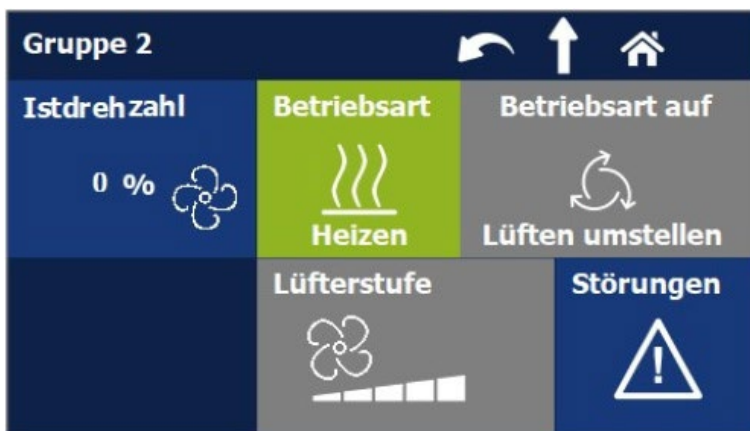 Gruppe 2
Istdrehzahl
0 %
Betriebsart
Heizen
Betriebsart auf
Lüften umstellen
Lüfterstufe
Störungen
!